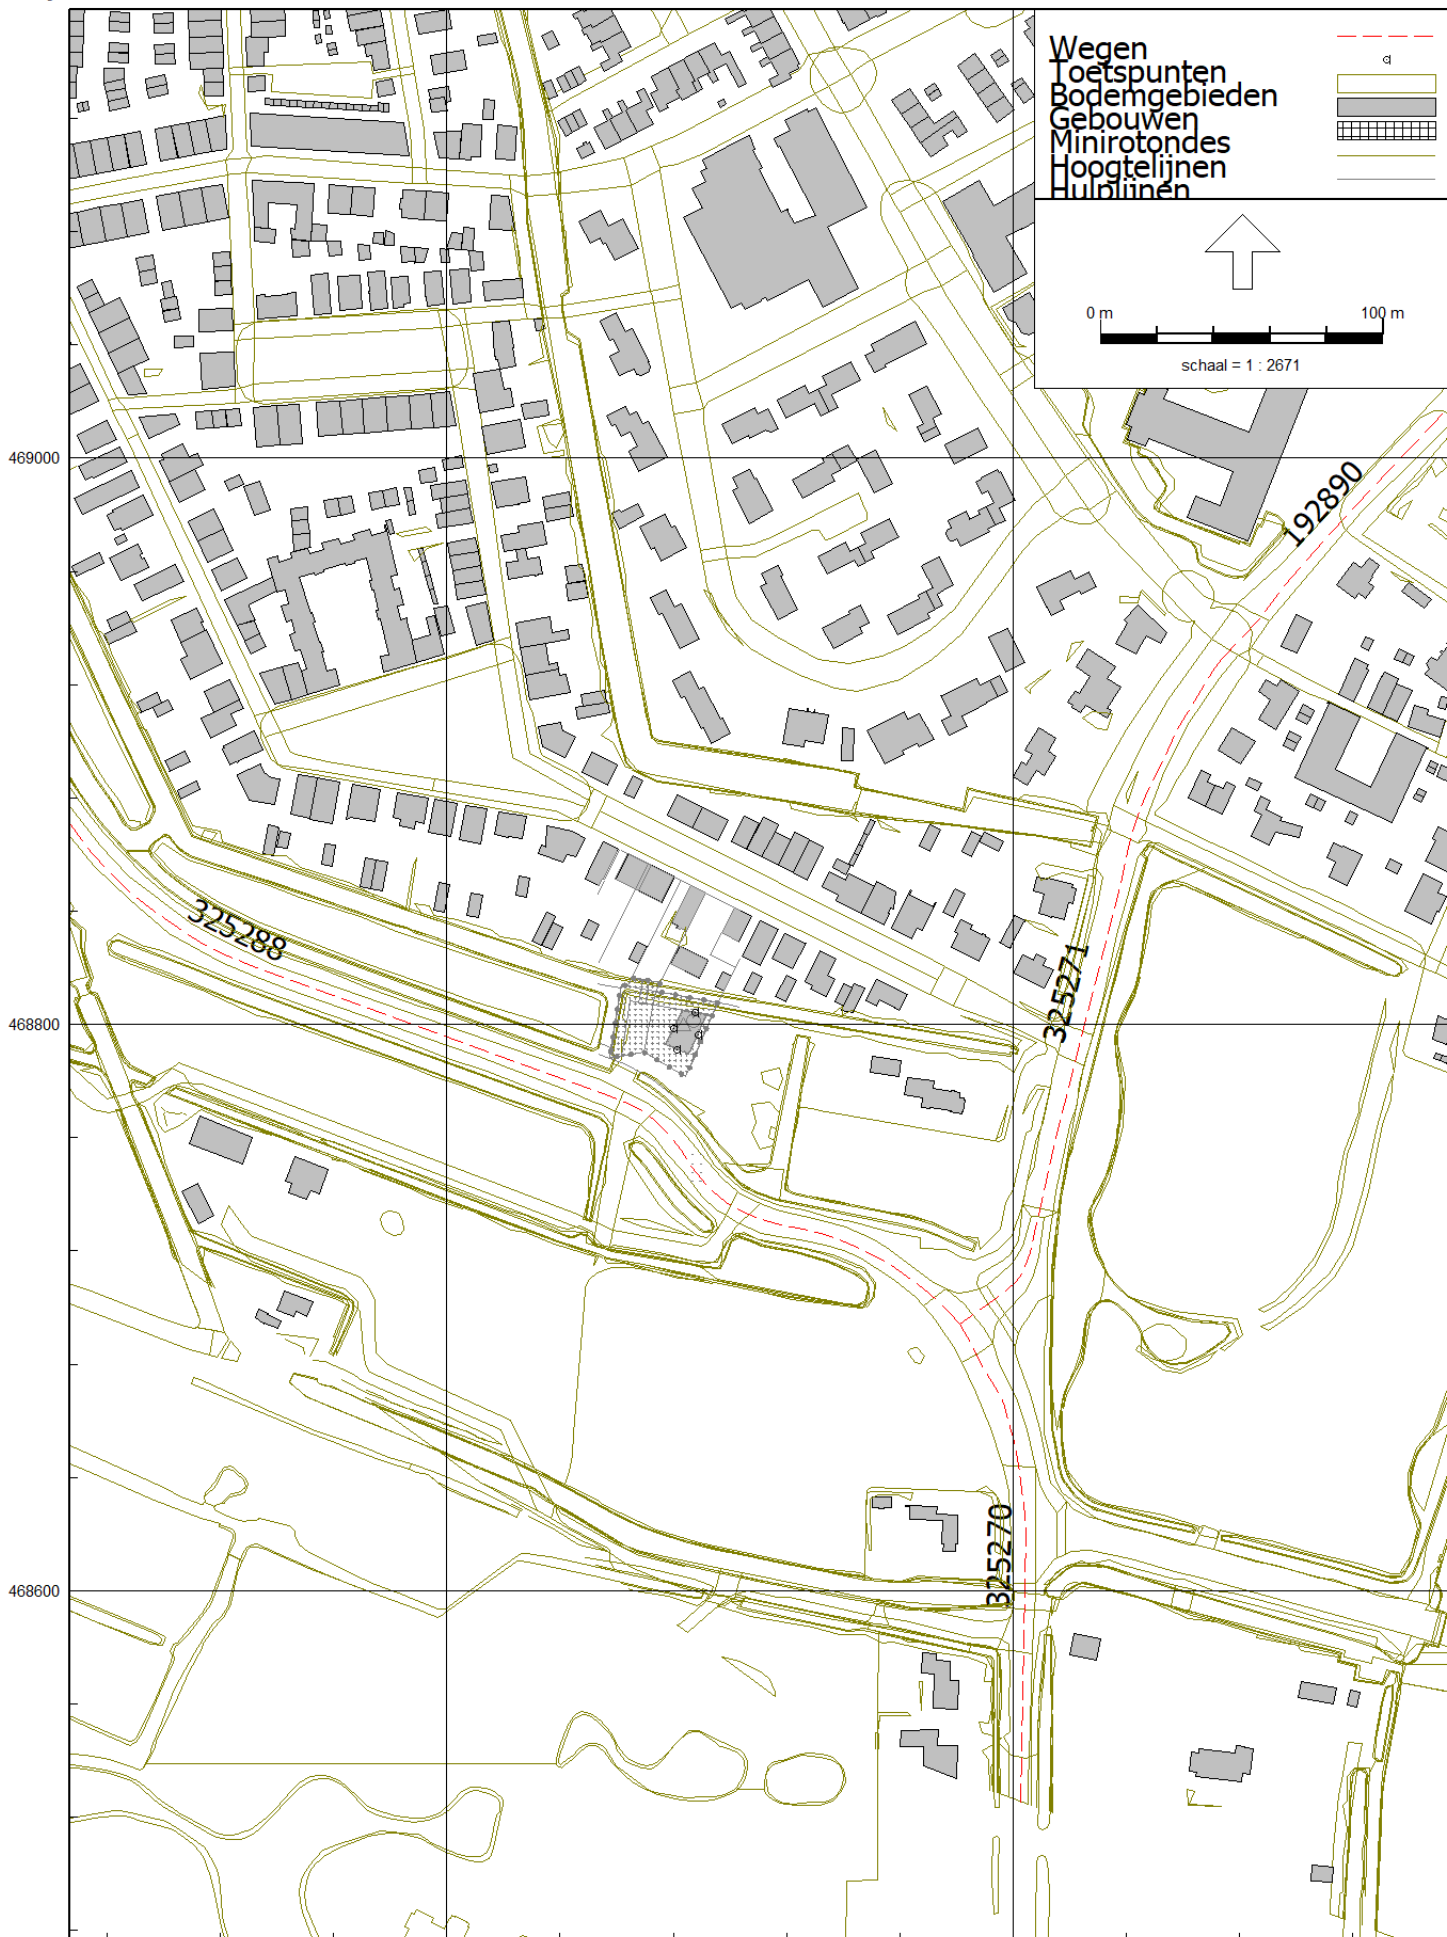 Wegen
Toetspunten
Bodemgebieden
Gebouwen
Minirotondes
Hoogtelijnen
Hulplijnen
0 m
100 m
schaal = 1 : 2671
469000
192890
325288
468800
325271
325270
468600